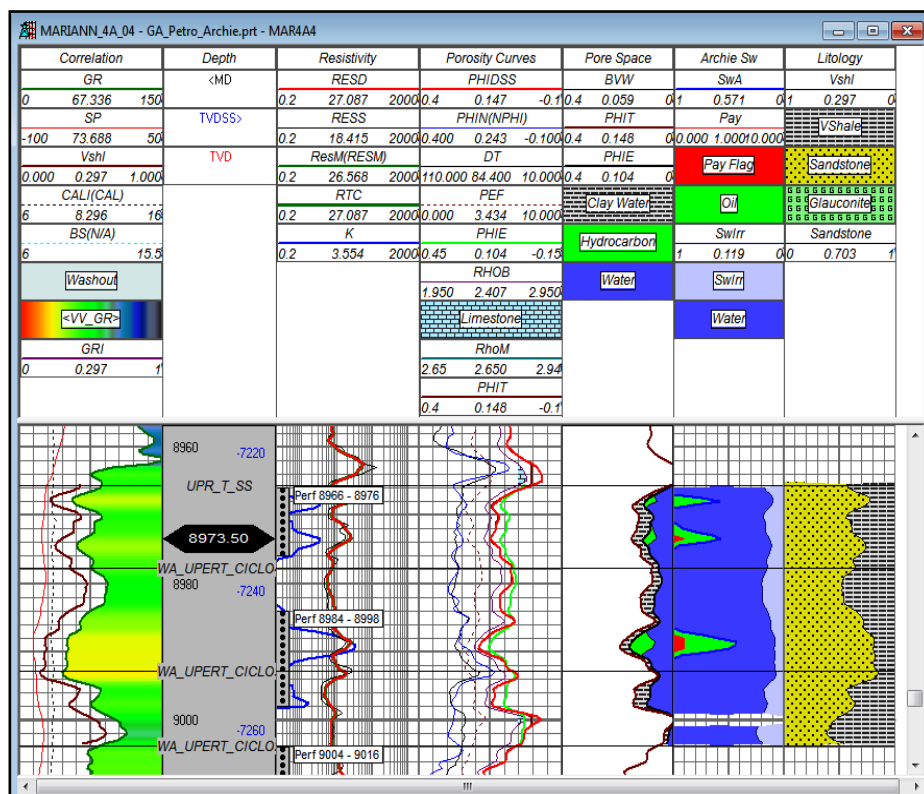 MARIANN_4A_04 - GA_Petro_Archie.prt - MAR4A4
Correlation Depth Resistivity Porosity Curves Pore Space Archie Sw Litology
GR <MD RESD PHIDSS BVW SwA Vshl
0 67.336 150 0.2 27.087 2000 0.4 0.147 -0.1 0.4 0.059 0 1 0.571 0 1 0.297 0
SP TVDSS> RESS PHIN(NPHI) PHIT Pay VShale
-100 73.688 50 0.2 18.415 2000 0.400 0.243 -0.100 0.4 0.148 0 0.000 1.000 10.000
Vshl TVD ResM(RESM) DT PHIE Pay Flag Sandstone
0.000 0.297 1.000 0.2 26.568 2000 110.000 84.400 10.000 0.4 0.104 0
CALI(CAL) RTC PEF Clay Water Oil Glauconite
6 8.296 16 0.2 27.087 2000 0.000 3.434 10.000
BS(N/A) K PHIE Hydrocarbon SwIrr Sandstone
6 15.5 0.2 3.554 2000 0.45 0.104 -0.15 1 0.119 0 0 0.703 1
Washout RHOB Water SwIrr
1.950 2.407 2.950
<VV_GR> Limestone Water
GRI RhoM
0 0.297 1 2.65 2.650 2.94
PHIT
0.4 0.148 -0.1
8960 -7220
UPR_T_SS
Perf 8966 - 8976
8973.50
WA_UPERT_CICLO
8980 -7240
Perf 8984 - 8998
WA_UPERT_CICLO
9000 -7260
WA_UPERT_CICLO
Perf 9004 - 9016